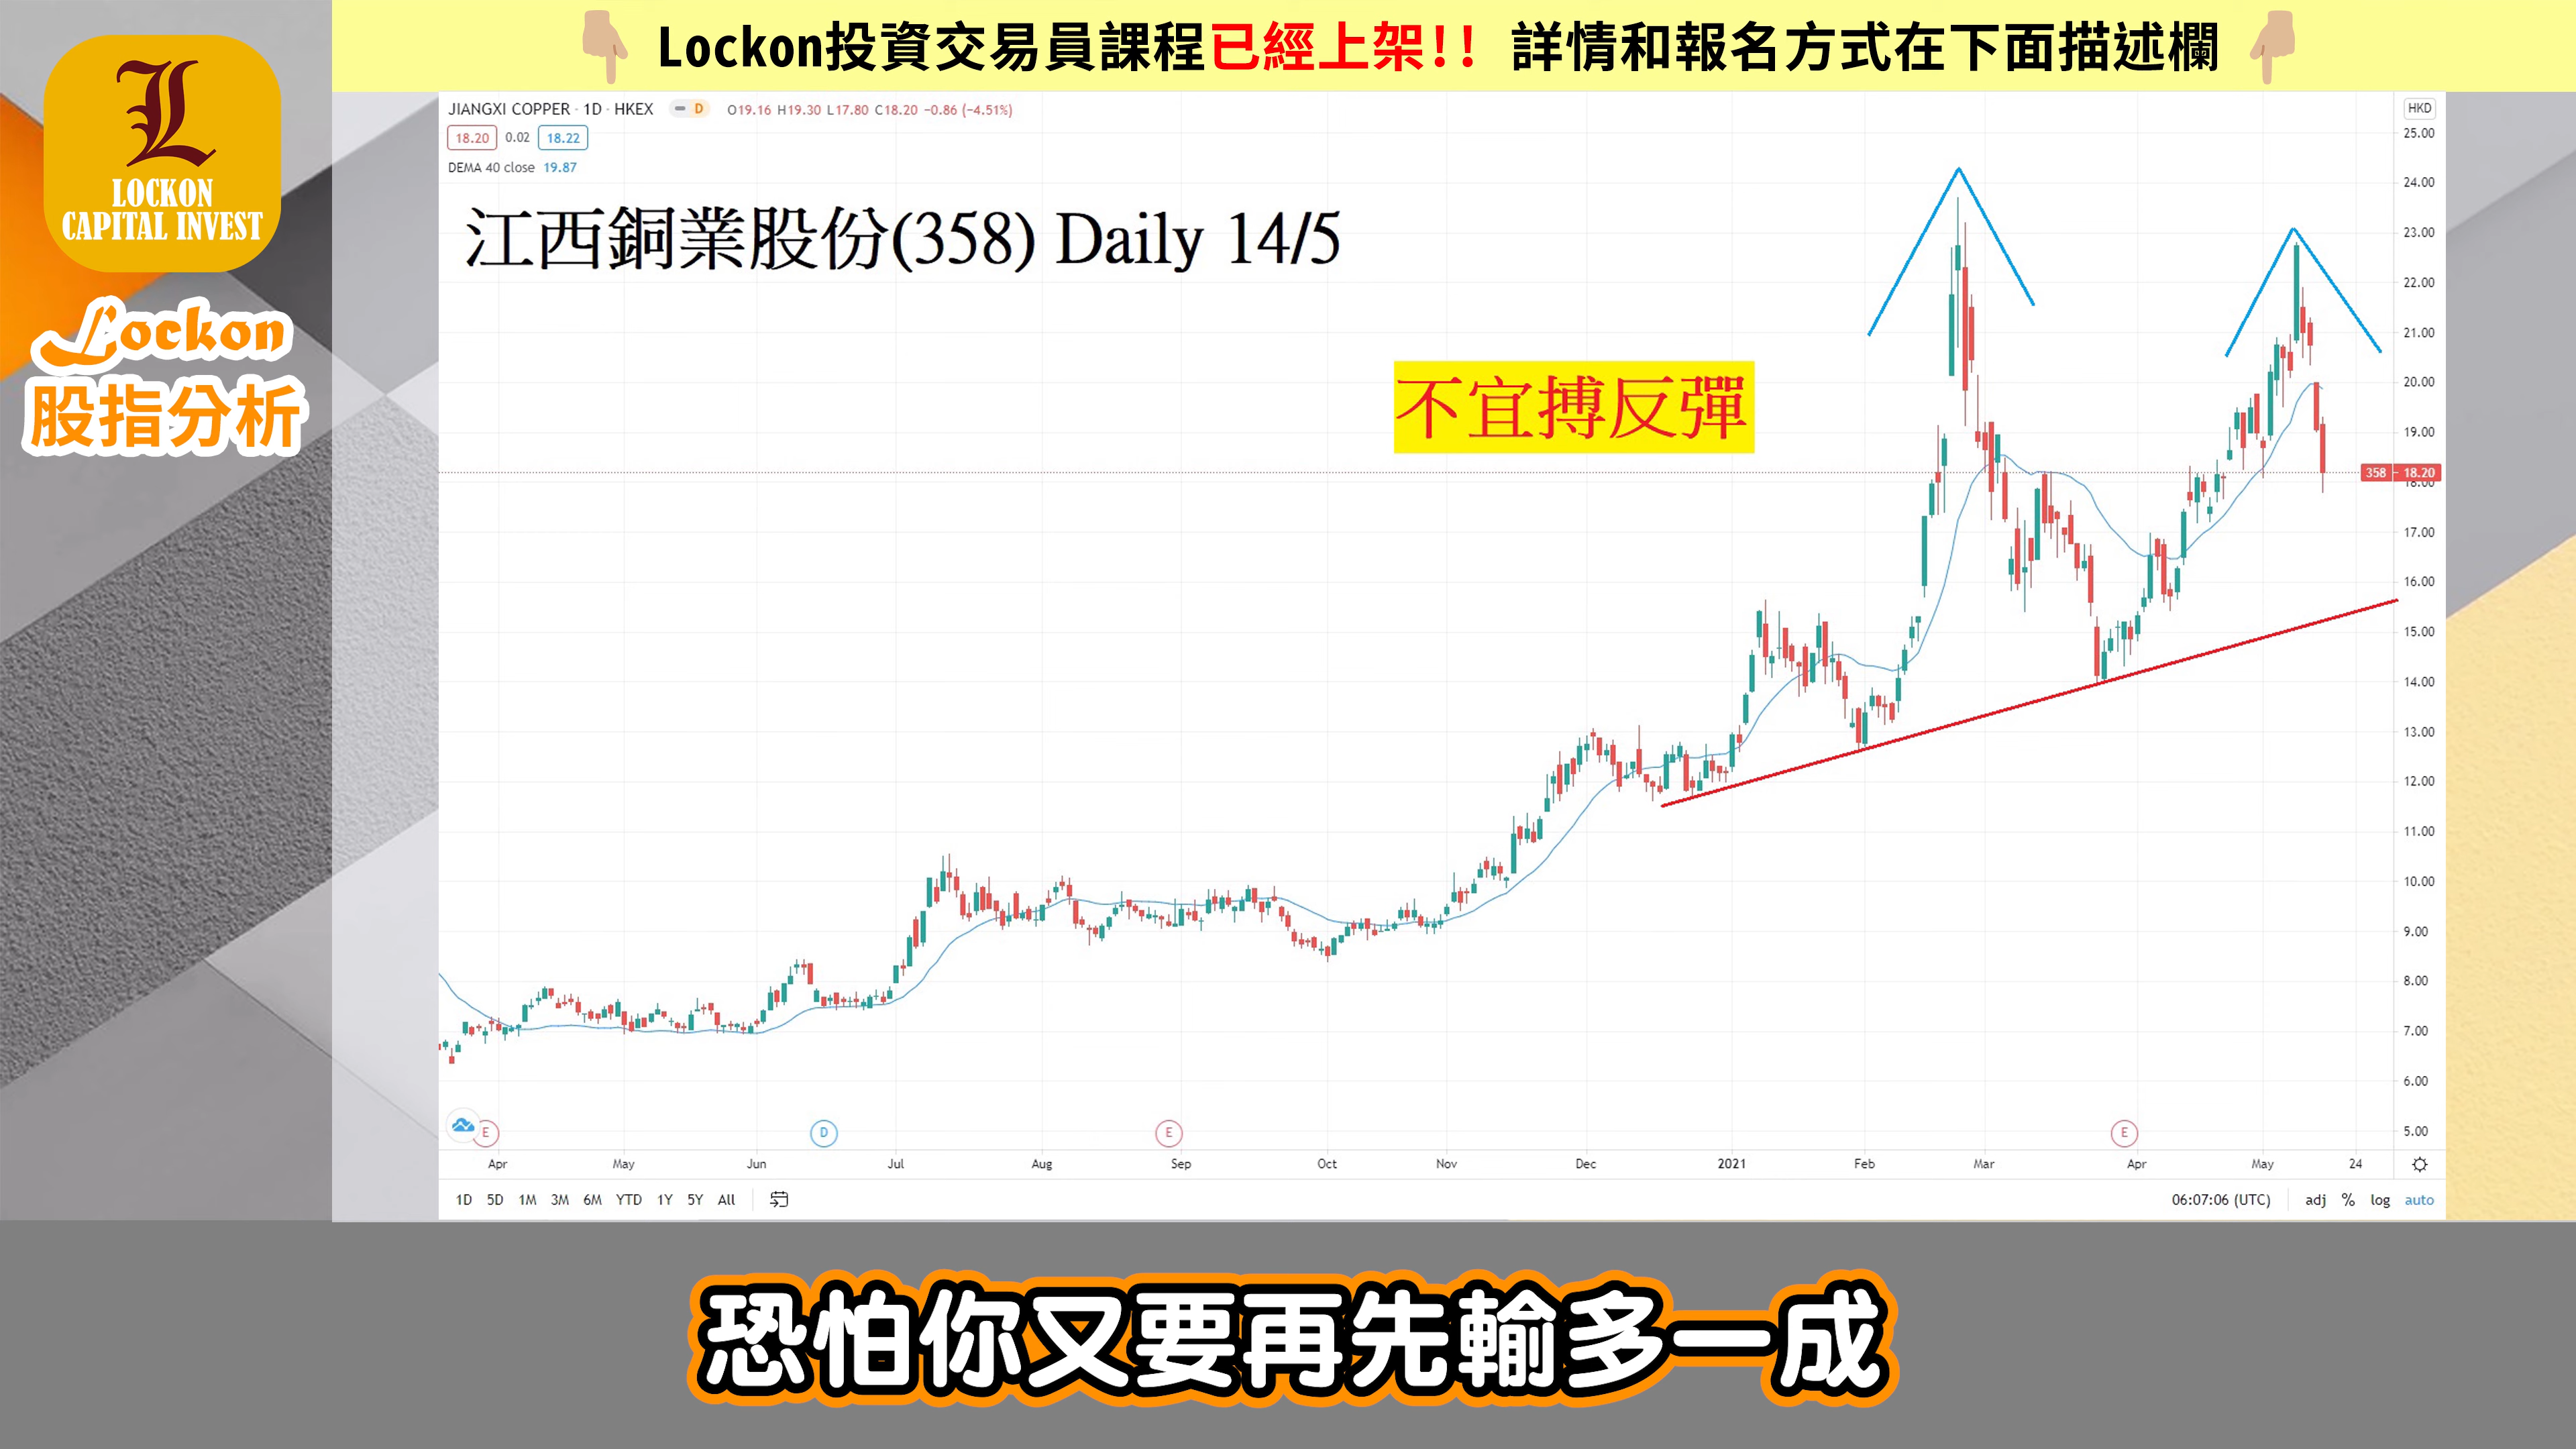 Lockon投資交易員課程已經上架!! 詳情和報名方式在下面描述欄
L
LOCKON
CAPITAL INVEST
Lockon
股指分析
JIANGXI COPPER · 1D · HKEX D O19.16 H19.30 L17.80 C18.20 −0.86 (−4.51%)
18.20 0.02 18.22
DEMA 40 close 19.87
江西銅業股份(358) Daily 14/5
不宜搏反彈
HKD
25.00
24.00
23.00
22.00
21.00
20.00
19.00
358 18.20
18.00
17.00
16.00
15.00
14.00
13.00
12.00
11.00
10.00
9.00
8.00
7.00
6.00
5.00
E D E E
Apr May Jun Jul Aug Sep Oct Nov Dec 2021 Feb Mar Apr May 24
1D 5D 1M 3M 6M YTD 1Y 5Y All 06:07:06 (UTC) adj % log auto
恐怕你又要再先輸多一成